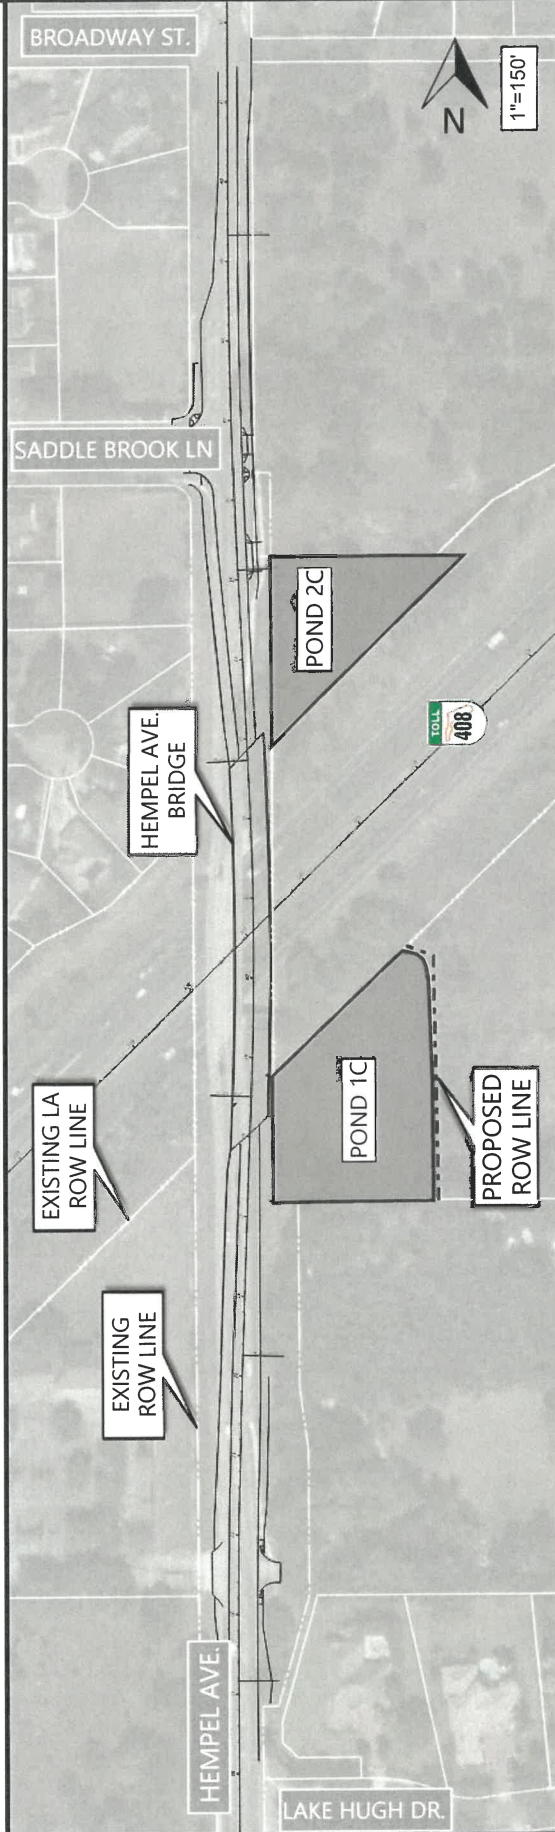 BROADWAY ST.
N
1"=150'
SADDLE BROOK LN
POND 2C
HEMPEL AVE.
BRIDGE
TOLL
408
EXISTING LA
ROW LINE
POND 1C
PROPOSED
ROW LINE
EXISTING
ROW LINE
HEMPEL AVE.
LAKE HUGH DR.